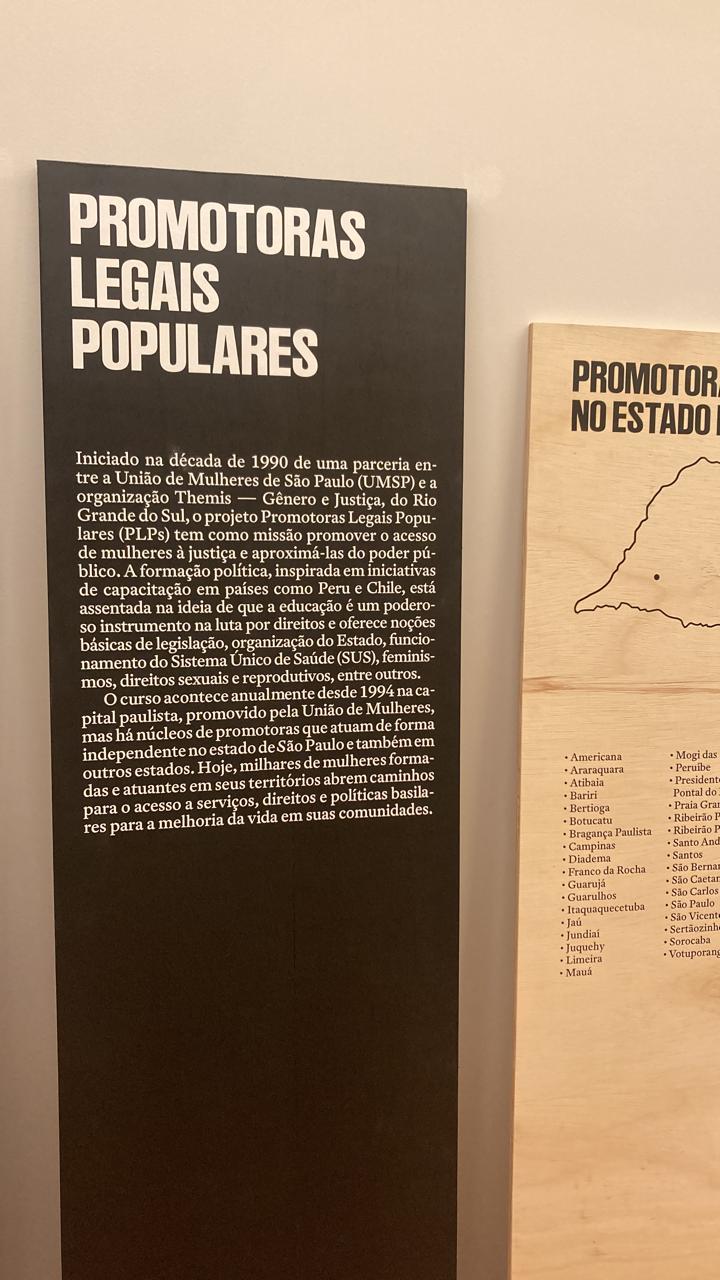 PROMOTORAS
LEGAIS
POPULARES
Iniciado na década de 1990 de uma parceria en-
tre a União de Mulheres de São Paulo (UMSP) e a
organização Themis — Gênero e Justiça, do Rio
Grande do Sul, o projeto Promotoras Legais Popu-
lares (PLPs) tem como missão promover o acesso
de mulheres à justiça e aproximá-las do poder pú-
blico. A formação política, inspirada em iniciativas
de capacitação em países como Peru e Chile, está
assentada na ideia de que a educação é um podero-
so instrumento na luta por direitos e oferece noções
básicas de legislação, organização do Estado, funcio-
namento do Sistema Único de Saúde (SUS), feminis-
mos, direitos sexuais e reprodutivos, entre outros.
O curso acontece anualmente desde 1994 na ca-
pital paulista, promovido pela União de Mulheres,
mas há núcleos de promotoras que atuam de forma
independente no estado de São Paulo e também em
outros estados. Hoje, milhares de mulheres forma-
das e atuantes em seus territórios abrem caminhos
para o acesso a serviços, direitos e políticas basila-
res para a melhoria da vida em suas comunidades.
PROMOTOR
NO ESTADO
• Americana
• Araraquara
• Atibaia
• Bariri
• Bertioga
• Botucatu
• Bragança Paulista
• Campinas
• Diadema
• Franco da Rocha
• Guarujá
• Guarulhos
• Itaquaquecetuba
• Jaú
• Jundiaí
• Juquehy
• Limeira
• Mauá
• Mogi das
• Peruíbe
• President
Pontal do
• Praia Gra
• Ribeirão P
• Ribeirão P
• Santo And
• Santos
• São Berna
• São Caetan
• São Carlos
• São Paulo
• São Vicent
• Sertãozinh
• Sorocaba
• Votuporang